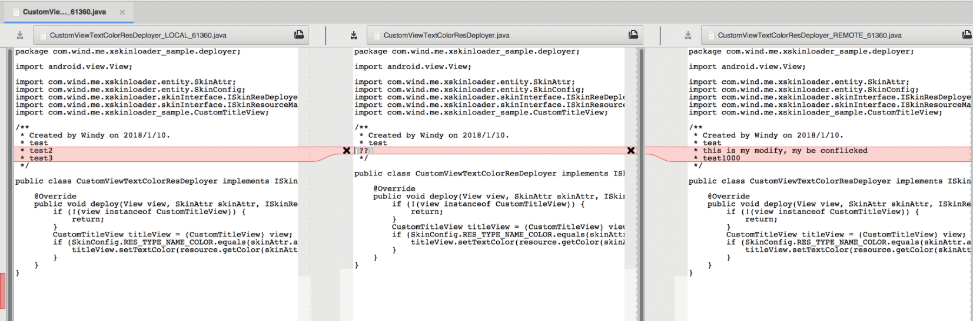 CustomVie..._61360.java ×
CustomViewTextColorResDeployer_LOCAL_61360.java
package com.wind.me.xskinloader_sample.deployer;
import android.view.View;
import com.wind.me.xskinloader.entity.SkinAttr;
import com.wind.me.xskinloader.entity.SkinConfig;
import com.wind.me.xskinloader.skinInterface.ISkinResDeploye
import com.wind.me.xskinloader.skinInterface.ISkinResourceMa
import com.wind.me.xskinloader_sample.CustomTitleView;
/**
* Created by Windy on 2018/1/10.
* test
* test2
* test3
*/
public class CustomViewTextColorResDeployer implements ISkin
@Override
public void deploy(View view, SkinAttr skinAttr, ISkinRe
if (!(view instanceof CustomTitleView)) {
return;
}
CustomTitleView titleView = (CustomTitleView) view;
if (SkinConfig.RES_TYPE_NAME_COLOR.equals(skinAttr.a
titleView.setTextColor(resource.getColor(skinAtt
}
}
}
CustomViewTextColorResDeployer.java
package com.wind.me.xskinloader_sample.deployer;
import android.view.View;
import com.wind.me.xskinloader.entity.SkinAttr;
import com.wind.me.xskinloader.entity.SkinConfig;
import com.wind.me.xskinloader.skinInterface.ISkinResDepl
import com.wind.me.xskinloader.skinInterface.ISkinResource
import com.wind.me.xskinloader_sample.CustomTitleView;
/**
* Created by Windy on 2018/1/10.
* test
(??)
*/
public class CustomViewTextColorResDeployer implements ISk
@Override
public void deploy(View view, SkinAttr skinAttr, ISkin
if (!(view instanceof CustomTitleView)) {
return;
}
CustomTitleView titleView = (CustomTitleView) view
if (SkinConfig.RES_TYPE_NAME_COLOR.equals(skinAttr
titleView.setTextColor(resource.getColor(skinA
}
}
}
CustomViewTextColorResDeployer_REMOTE_61360.java
package com.wind.me.xskinloader_sample.deployer;
import android.view.View;
import com.wind.me.xskinloader.entity.SkinAttr;
import com.wind.me.xskinloader.entity.SkinConfig;
import com.wind.me.xskinloader.skinInterface.ISkinResDeploye
import com.wind.me.xskinloader.skinInterface.ISkinResourceMa
import com.wind.me.xskinloader_sample.CustomTitleView;
/**
* Created by Windy on 2018/1/10.
* test
* this is my modify, my be conflicked
* test1000
*/
public class CustomViewTextColorResDeployer implements ISkin
@Override
public void deploy(View view, SkinAttr skinAttr, ISkinRe
if (!(view instanceof CustomTitleView)) {
return;
}
CustomTitleView titleView = (CustomTitleView) view;
if (SkinConfig.RES_TYPE_NAME_COLOR.equals(skinAttr.a
titleView.setTextColor(resource.getColor(skinAtt
}
}
}